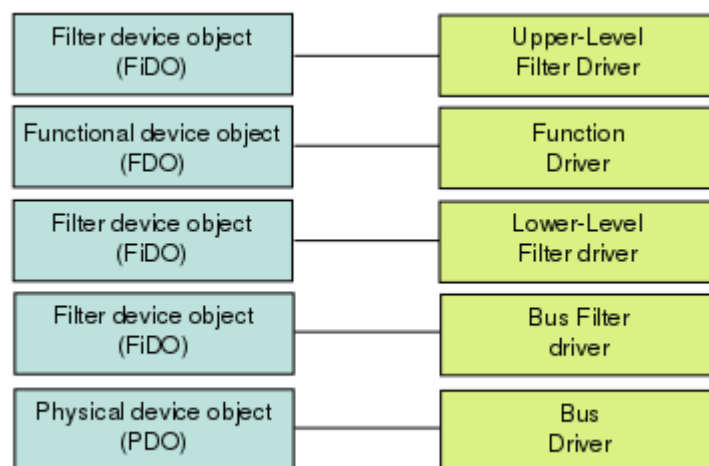 Filter device object
(FiDO)
Upper-Level
Filter Driver
Functional device object
(FDO)
Function
Driver
Filter device object
(FiDO)
Lower-Level
Filter driver
Filter device object
(FiDO)
Bus Filter
driver
Physical device object
(PDO)
Bus
Driver